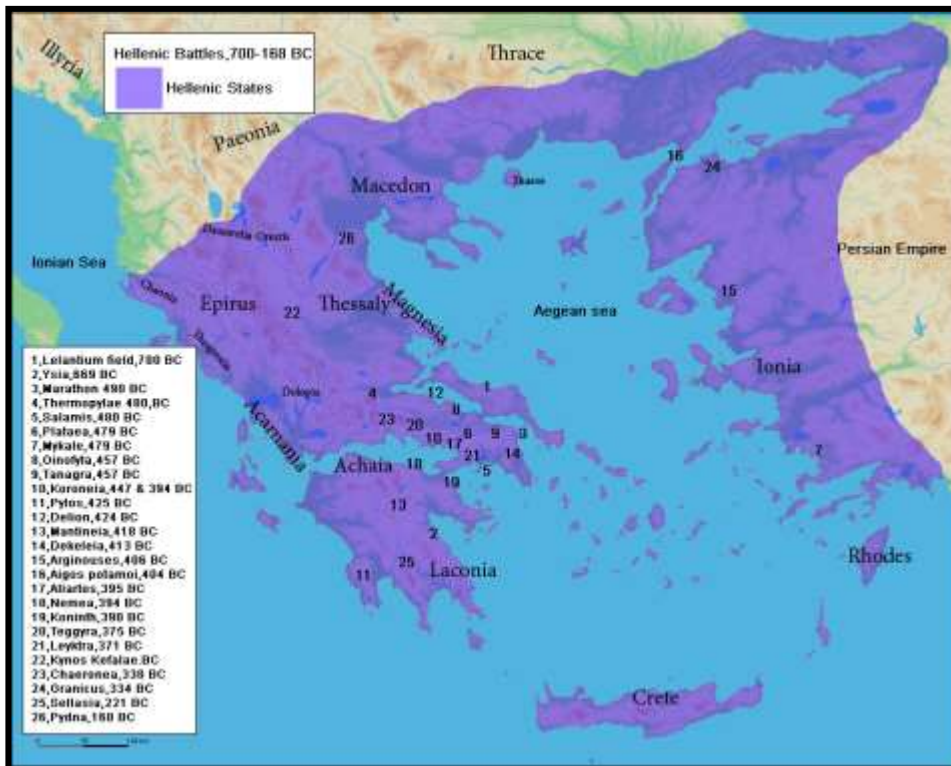 Hellenic Battles,700-168 BC
Hellenic States
Illyria
Thrace
Paeonia
Macedon
Thasos
16
24
26
Persian Empire
Ionian Sea
Chaonia
Epirus
22
Thessaly
Magnesia
Aegean sea
15
Ionia
Dolopia
Acarnania
4
12
1
8
23
20
10
17
6
9
3
21
14
5
7
Achaia
18
19
13
2
25
11
Laconia
Rhodes
Crete
1,Lelantium field,700 BC
2,Ysia,669 BC
3,Marathon 490 BC
4,Thermopylae 480,BC
5,Salamis,480 BC
6,Plataea,479 BC
7,Mykale,479 BC
8,Oinofyta,457 BC
9,Tanagra,457 BC
10,Koroneia,447 & 394 BC
11,Pylos,425 BC
12,Delion,424 BC
13,Mantineia,418 BC
14,Dekeleia,413 BC
15,Arginouses,406 BC
16,Aigos potamoi,404 BC
17,Aliartos,395 BC
18,Nemea,394 BC
19,Korinth,390 BC
20,Teggyra,375 BC
21,Leyktra,371 BC
22,Kynos Kefalae.BC
23,Chaeronea,338 BC
24,Granicus,334 BC
25,Sellasia,221 BC
26,Pydna,168 BC